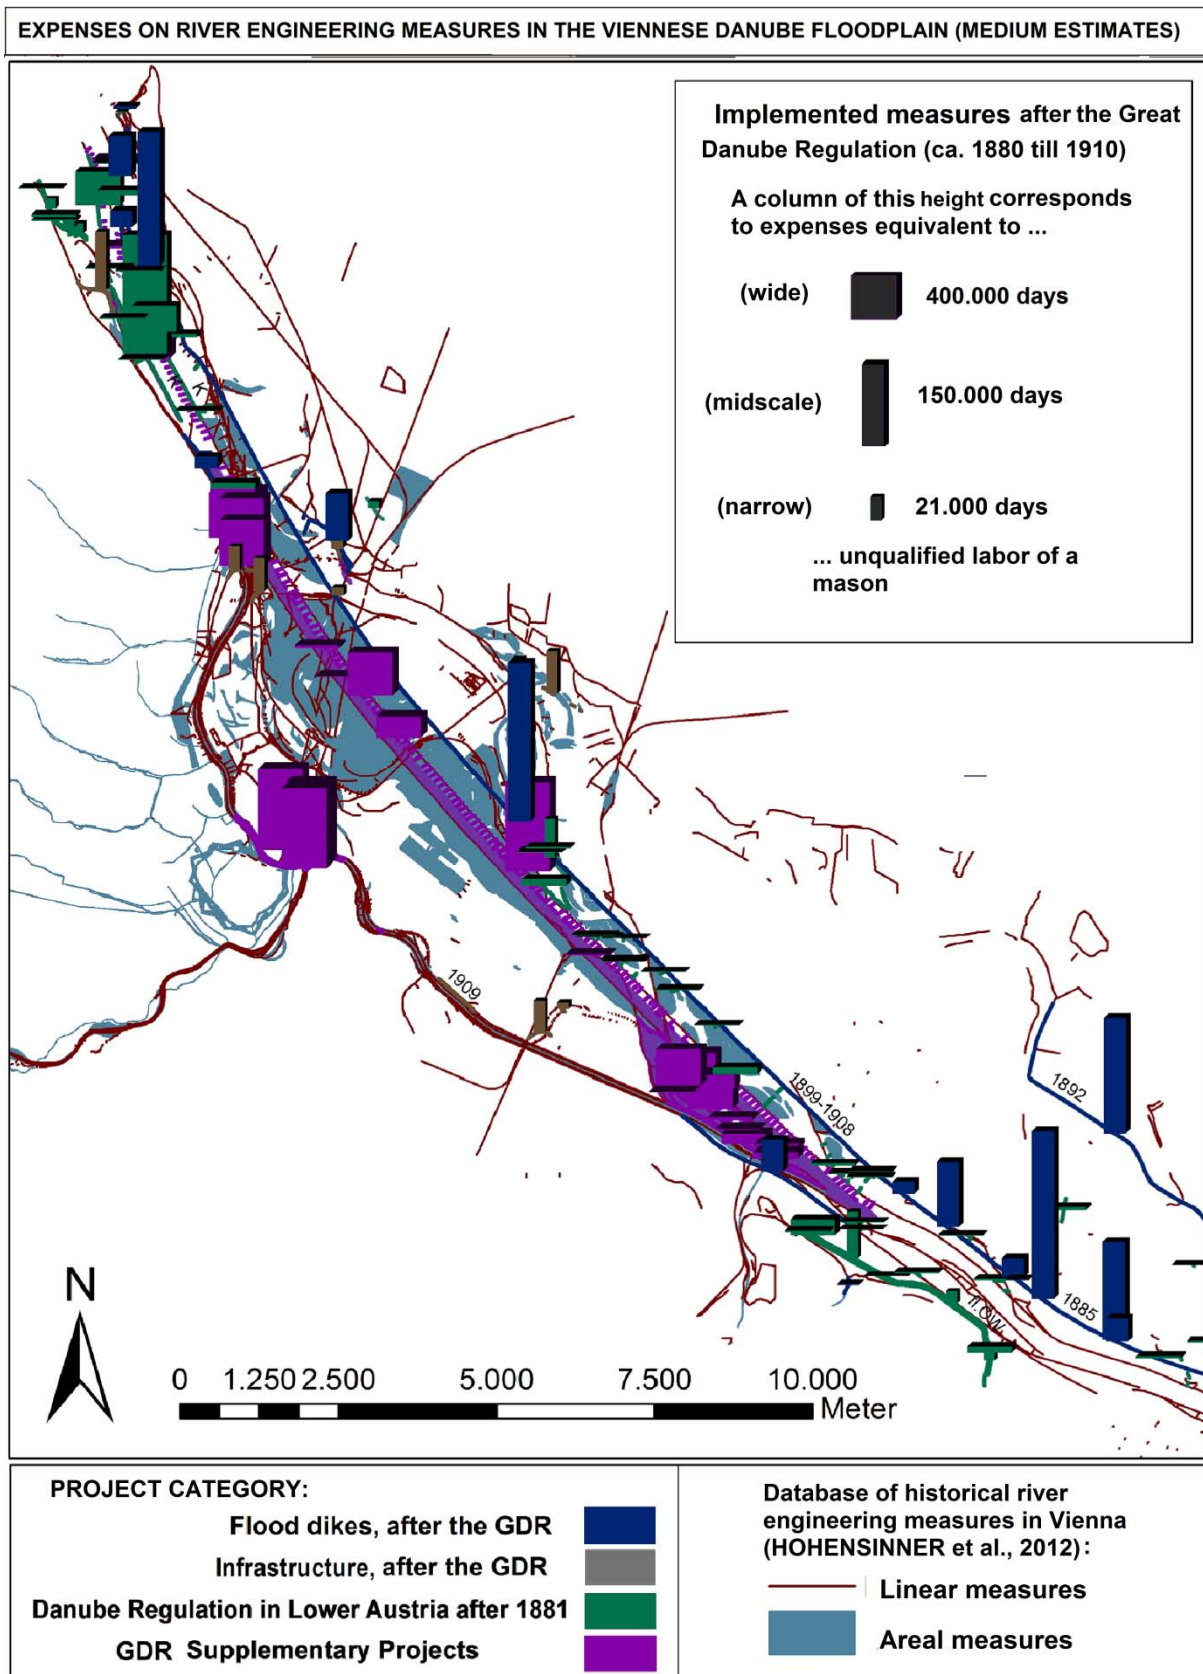 EXPENSES ON RIVER ENGINEERING MEASURES IN THE VIENNESE DANUBE FLOODPLAIN (MEDIUM ESTIMATES)
Implemented measures after the Great
Danube Regulation (ca. 1880 till 1910)
A column of this height corresponds
to expenses equivalent to ...
(wide) 400.000 days
(midscale) 150.000 days
(narrow) 21.000 days
... unqualified labor of a
mason
1909
1899-1908
1892
1885
fl.OW.
N
0 1.250 2.500 5.000 7.500 10.000
Meter
PROJECT CATEGORY:
Flood dikes, after the GDR
Infrastructure, after the GDR
Danube Regulation in Lower Austria after 1881
GDR Supplementary Projects
Database of historical river
engineering measures in Vienna
(HOHENSINNER et al., 2012):
Linear measures
Areal measures